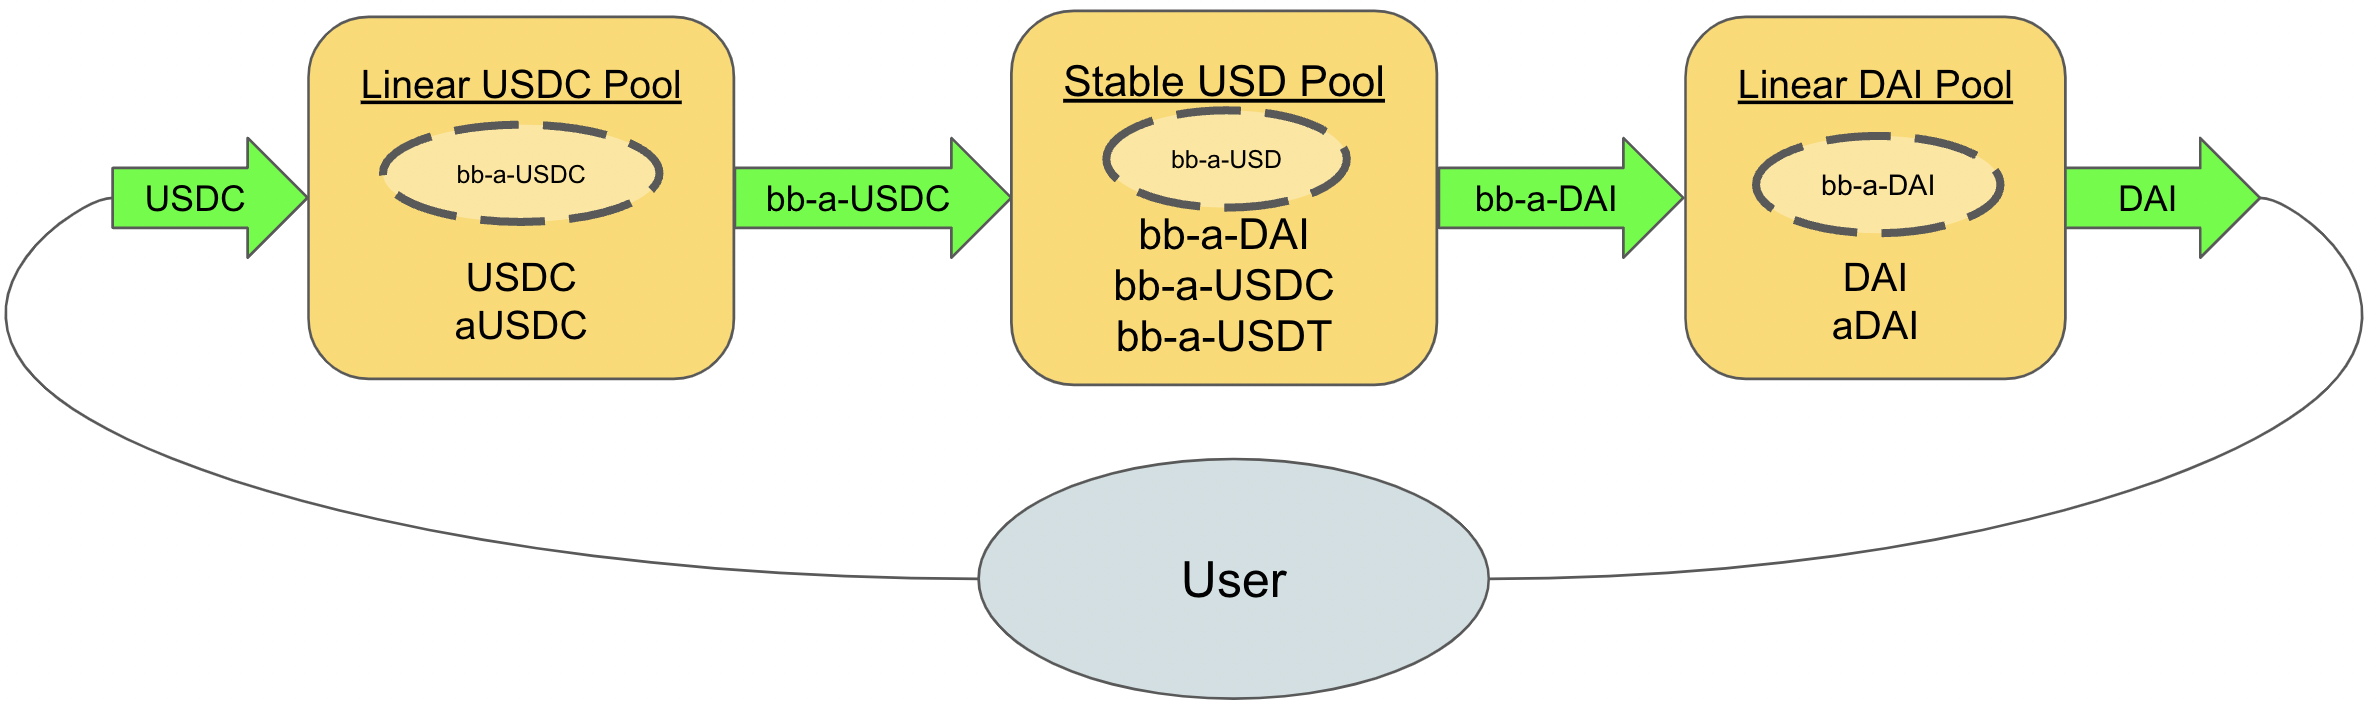 USDC
Linear USDC Pool
bb-a-USDC
USDC
aUSDC
bb-a-USDC
Stable USD Pool
bb-a-USD
bb-a-DAI
bb-a-USDC
bb-a-USDT
bb-a-DAI
Linear DAI Pool
bb-a-DAI
DAI
aDAI
DAI
User